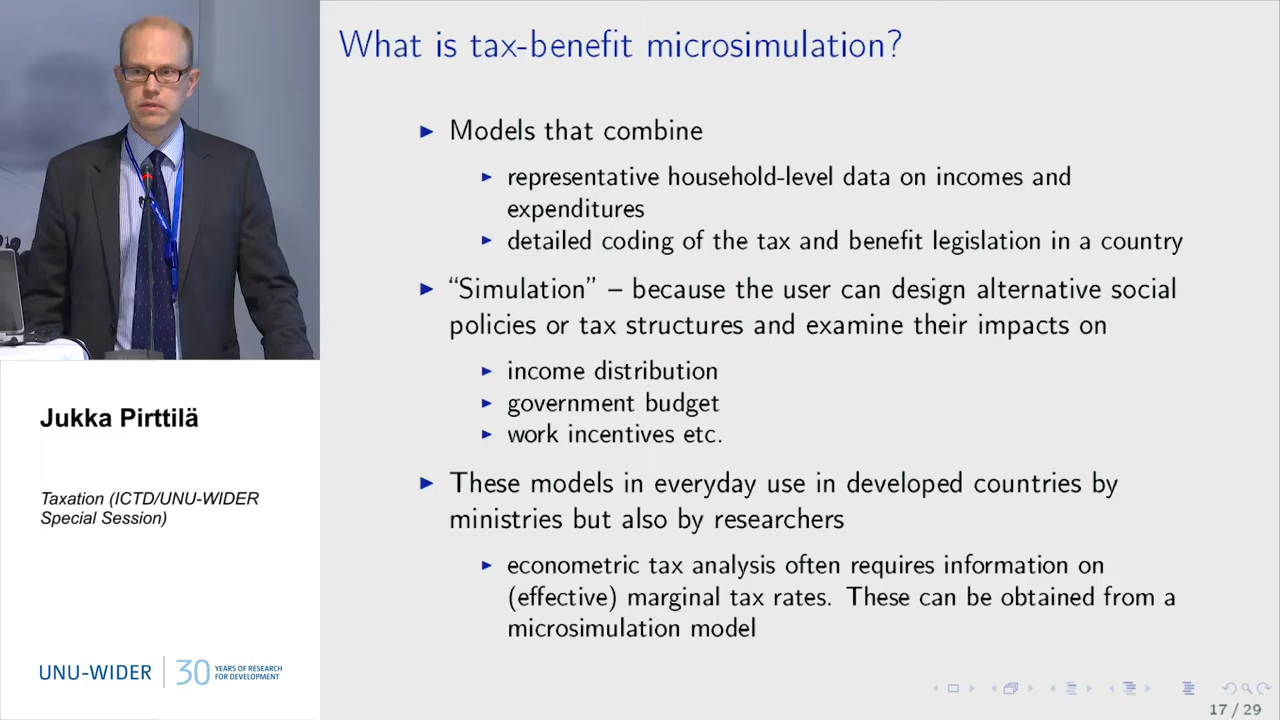 What is tax-benefit microsimulation?
► Models that combine
► representative household-level data on incomes and
expenditures
► detailed coding of the tax and benefit legislation in a country
► “Simulation” – because the user can design alternative social
policies or tax structures and examine their impacts on
► income distribution
► government budget
► work incentives etc.
► These models in everyday use in developed countries by
ministries but also by researchers
► econometric tax analysis often requires information on
(effective) marginal tax rates. These can be obtained from a
microsimulation model
17 / 29
Jukka Pirttilä
Taxation (ICTD/UNU-WIDER
Special Session)
UNU-WIDER
30 YEARS OF RESEARCH
FOR DEVELOPMENT